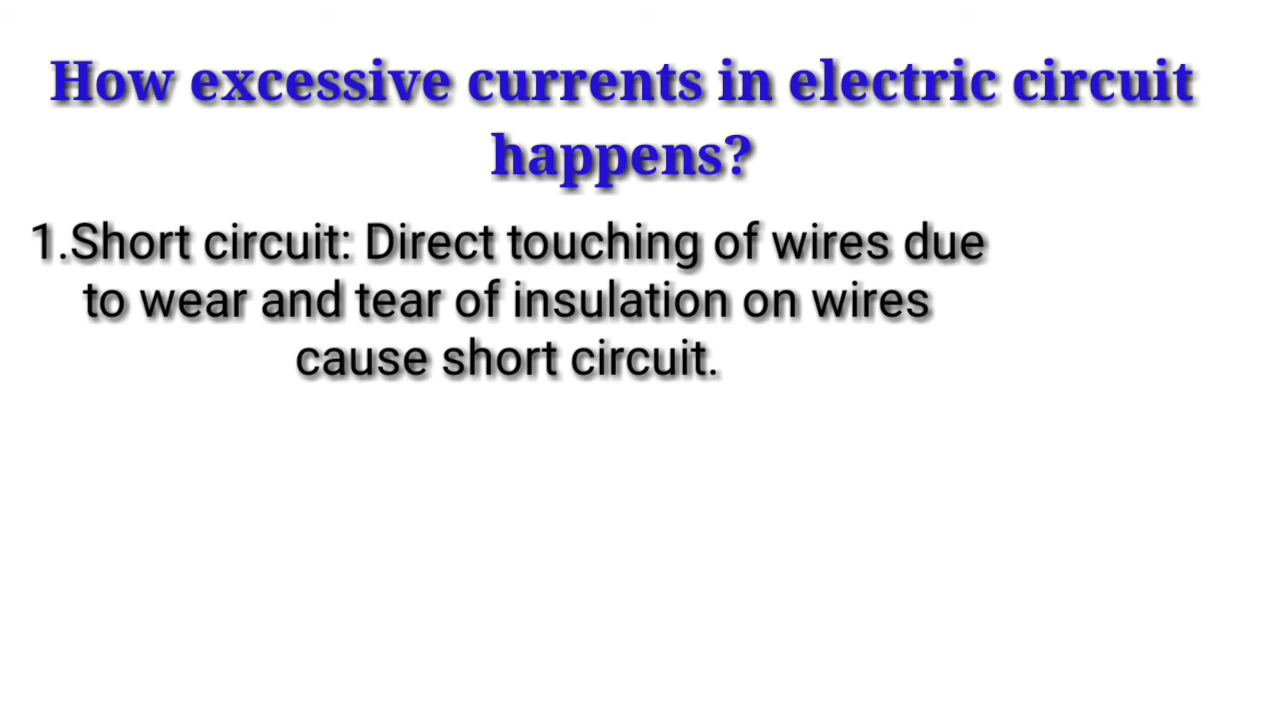 How excessive currents in electric circuit
happens?
1.Short circuit: Direct touching of wires due
to wear and tear of insulation on wires
cause short circuit.